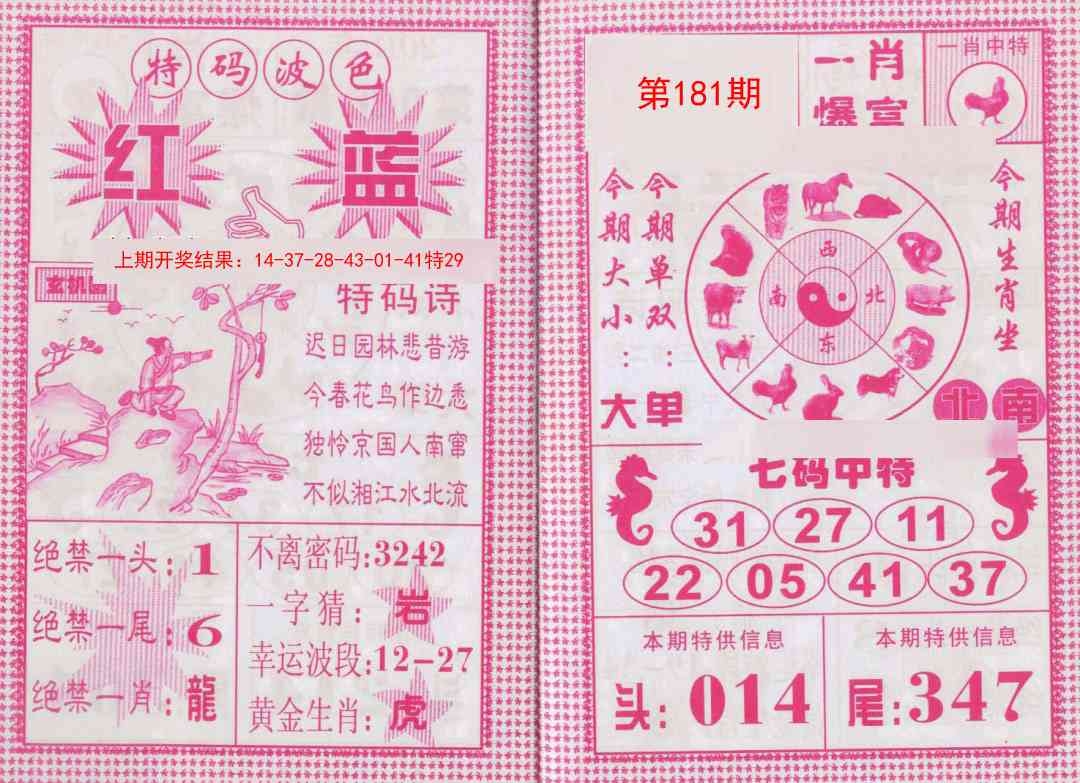 特码波色
红 蓝
上期开奖结果：14-37-28-43-01-41特29
玄机图
特码诗
迟日园林悲昔游
今春花鸟作边悉
独怜京国人南窜
不似湘江水北流
绝禁一头：1
绝禁一尾：6
绝禁一肖：龍
不离密码:3242
一字猜：岩
幸运波段:12-27
黄金生肖：虎
第181期
一肖
爆宣
一肖中特
今期大小：大
今期单双：单
西
南
北
东
今期生肖坐
北 南
七码中特
31 27 11
22 05 41 37
本期特供信息
头：014
本期特供信息
尾：347